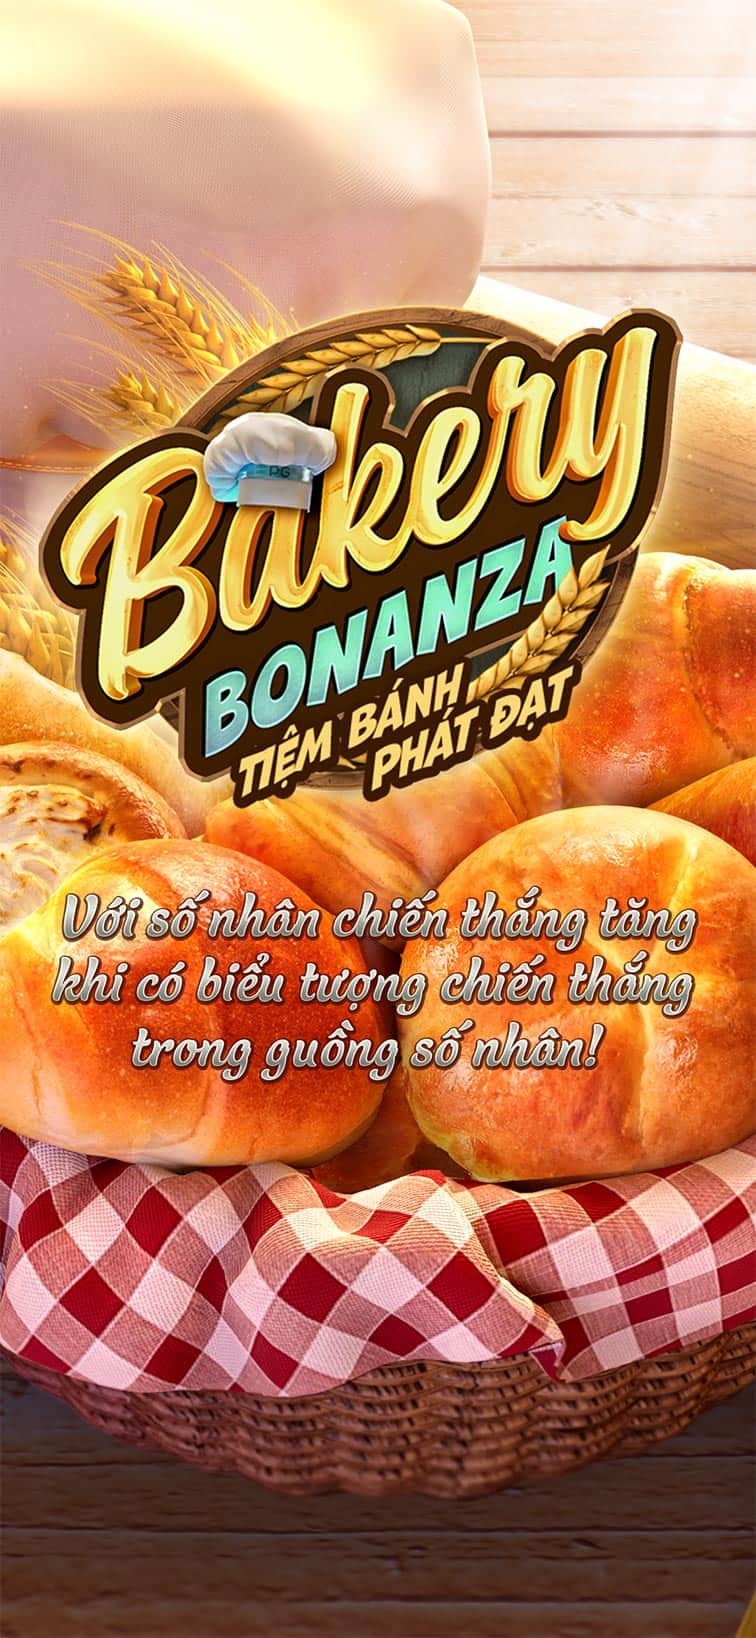 PG
Bakery
BONANZA
TIỆM BÁNH
PHÁT ĐẠT
Với số nhân chiến thắng tăng
khi có biểu tượng chiến thắng
trong guồng số nhân!